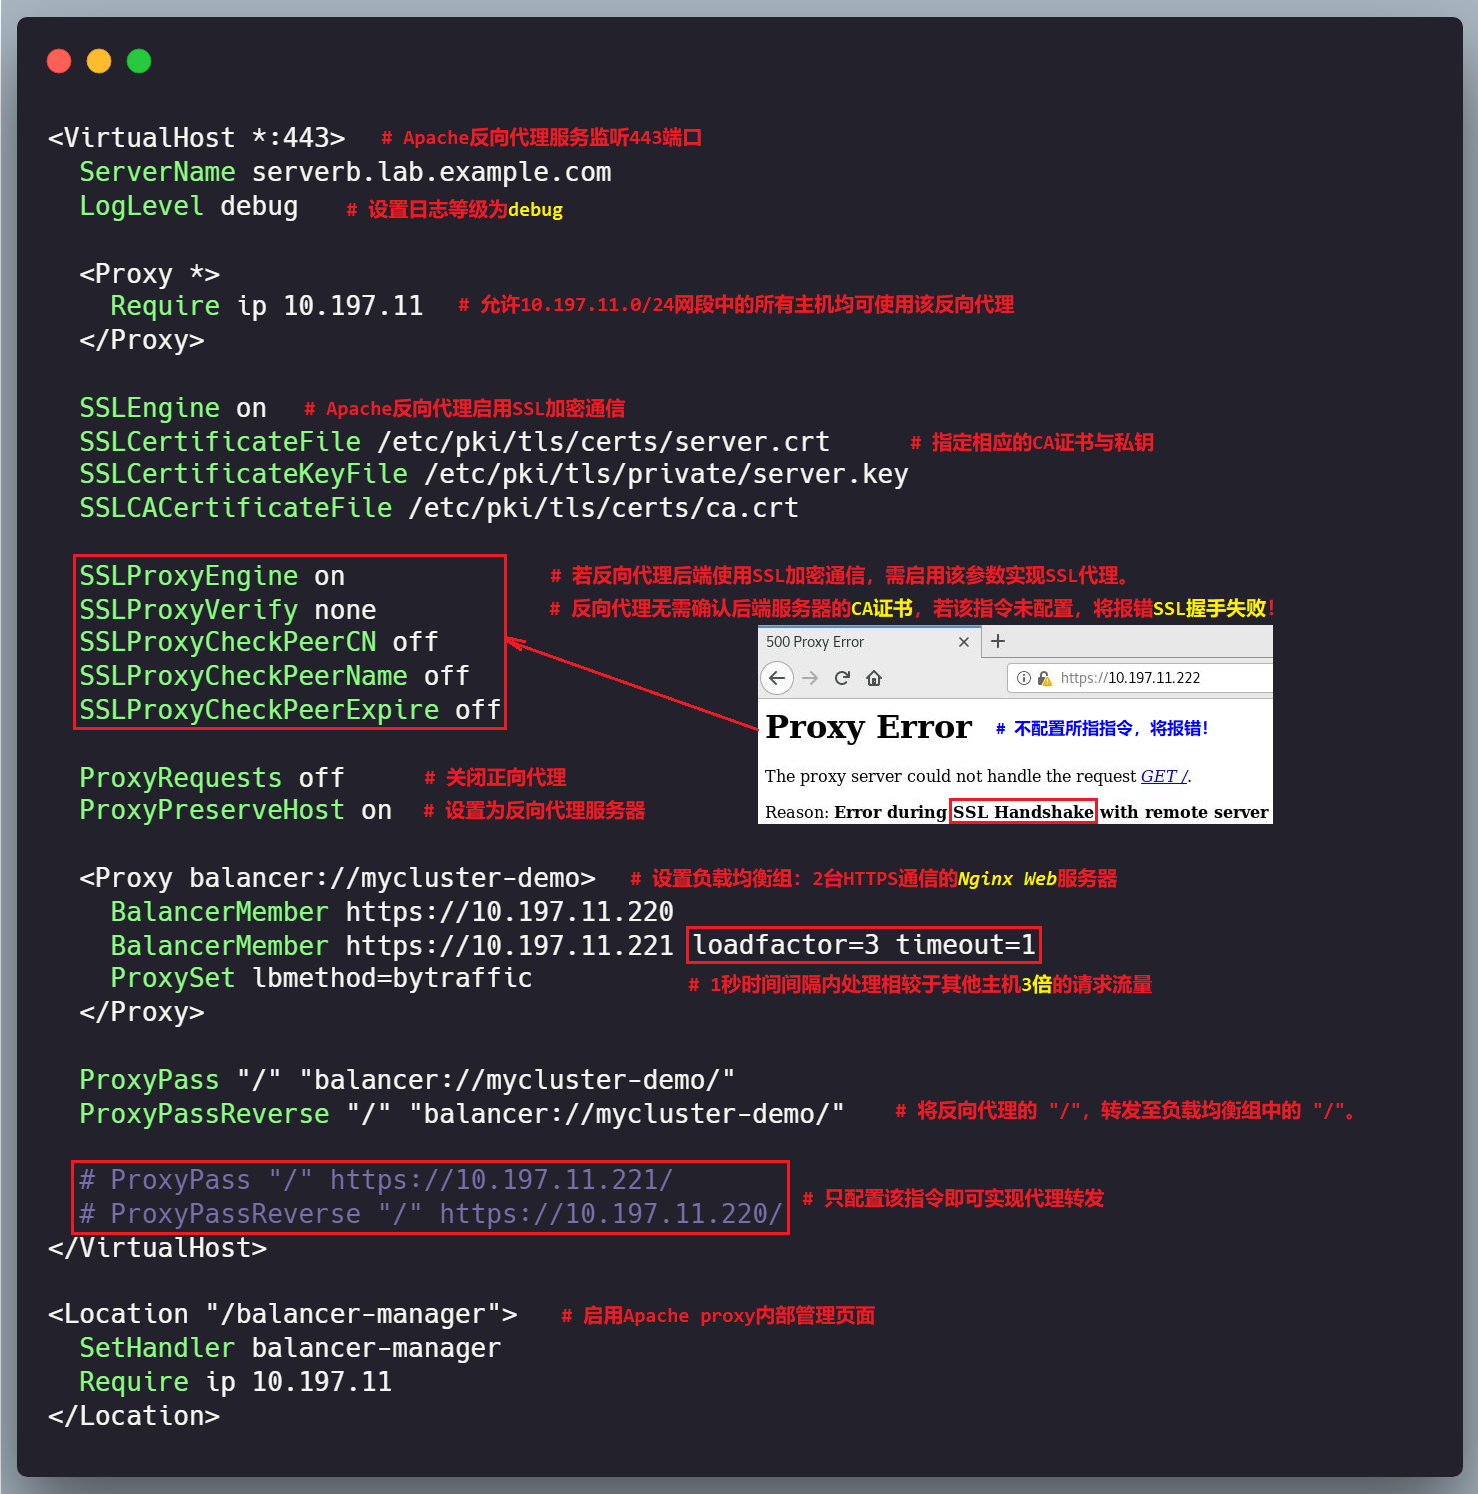 <VirtualHost *:443> # Apache反向代理服务监听443端口
ServerName serverb.lab.example.com
LogLevel debug # 设置日志等级为debug
<Proxy *>
Require ip 10.197.11 # 允许10.197.11.0/24网段中的所有主机均可使用该反向代理
</Proxy>
SSLEngine on # Apache反向代理启用SSL加密通信
SSLCertificateFile /etc/pki/tls/certs/server.crt # 指定相应的CA证书与私钥
SSLCertificateKeyFile /etc/pki/tls/private/server.key
SSLCACertificateFile /etc/pki/tls/certs/ca.crt
SSLProxyEngine on # 若反向代理后端使用SSL加密通信，需启用该参数实现SSL代理。
SSLProxyVerify none # 反向代理无需确认后端服务器的CA证书，若该指令未配置，将报错SSL握手失败！
SSLProxyCheckPeerCN off
SSLProxyCheckPeerName off
SSLProxyCheckPeerExpire off
500 Proxy Error
https://10.197.11.222
Proxy Error # 不配置所指指令，将报错！
The proxy server could not handle the request GET /.
Reason: Error during SSL Handshake with remote server
ProxyRequests off # 关闭正向代理
ProxyPreserveHost on # 设置为反向代理服务器
<Proxy balancer://mycluster-demo> # 设置负载均衡组：2台HTTPS通信的Nginx Web服务器
BalancerMember https://10.197.11.220
BalancerMember https://10.197.11.221 loadfactor=3 timeout=1
ProxySet lbmethod=bytraffic # 1秒时间间隔内处理相较于其他主机3倍的请求流量
</Proxy>
ProxyPass "/" "balancer://mycluster-demo/"
ProxyPassReverse "/" "balancer://mycluster-demo/" # 将反向代理的 "/"，转发至负载均衡组中的 "/"。
# ProxyPass "/" https://10.197.11.221/
# ProxyPassReverse "/" https://10.197.11.220/ # 只配置该指令即可实现代理转发
</VirtualHost>
<Location "/balancer-manager"> # 启用Apache proxy内部管理页面
SetHandler balancer-manager
Require ip 10.197.11
</Location>